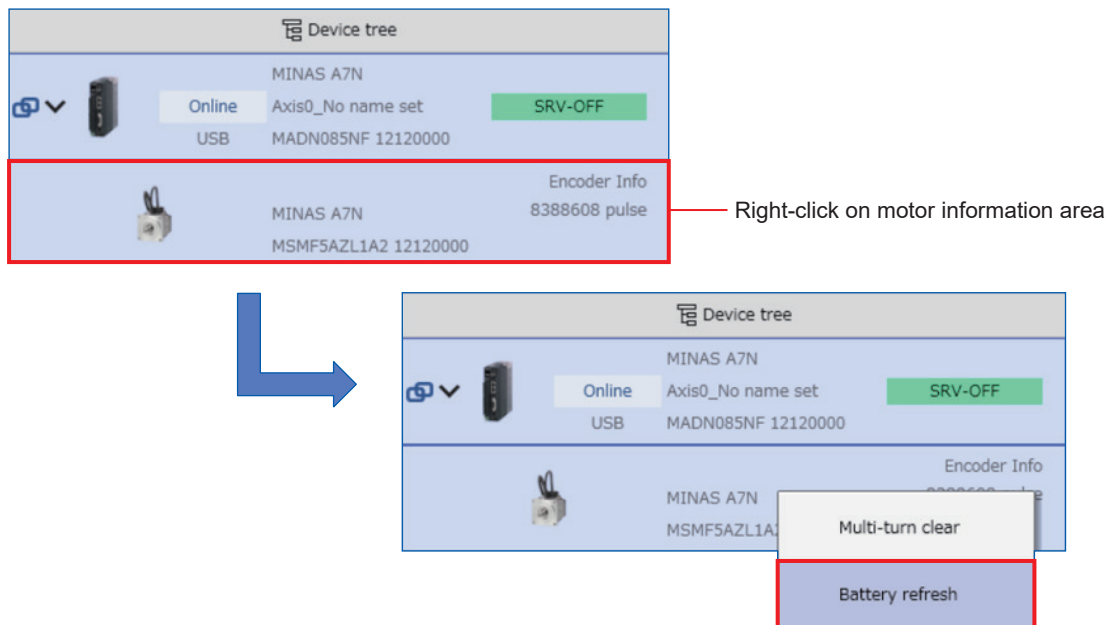 Device tree
MINAS A7N
Online Axis0_No name set SRV-OFF
USB MADN085NF 12120000
Encoder Info
MINAS A7N 8388608 pulse
MSMF5AZL1A2 12120000
Right-click on motor information area
Device tree
MINAS A7N
Online Axis0_No name set SRV-OFF
USB MADN085NF 12120000
Encoder Info
MINAS A7N
MSMF5AZL1A
Multi-turn clear
Battery refresh